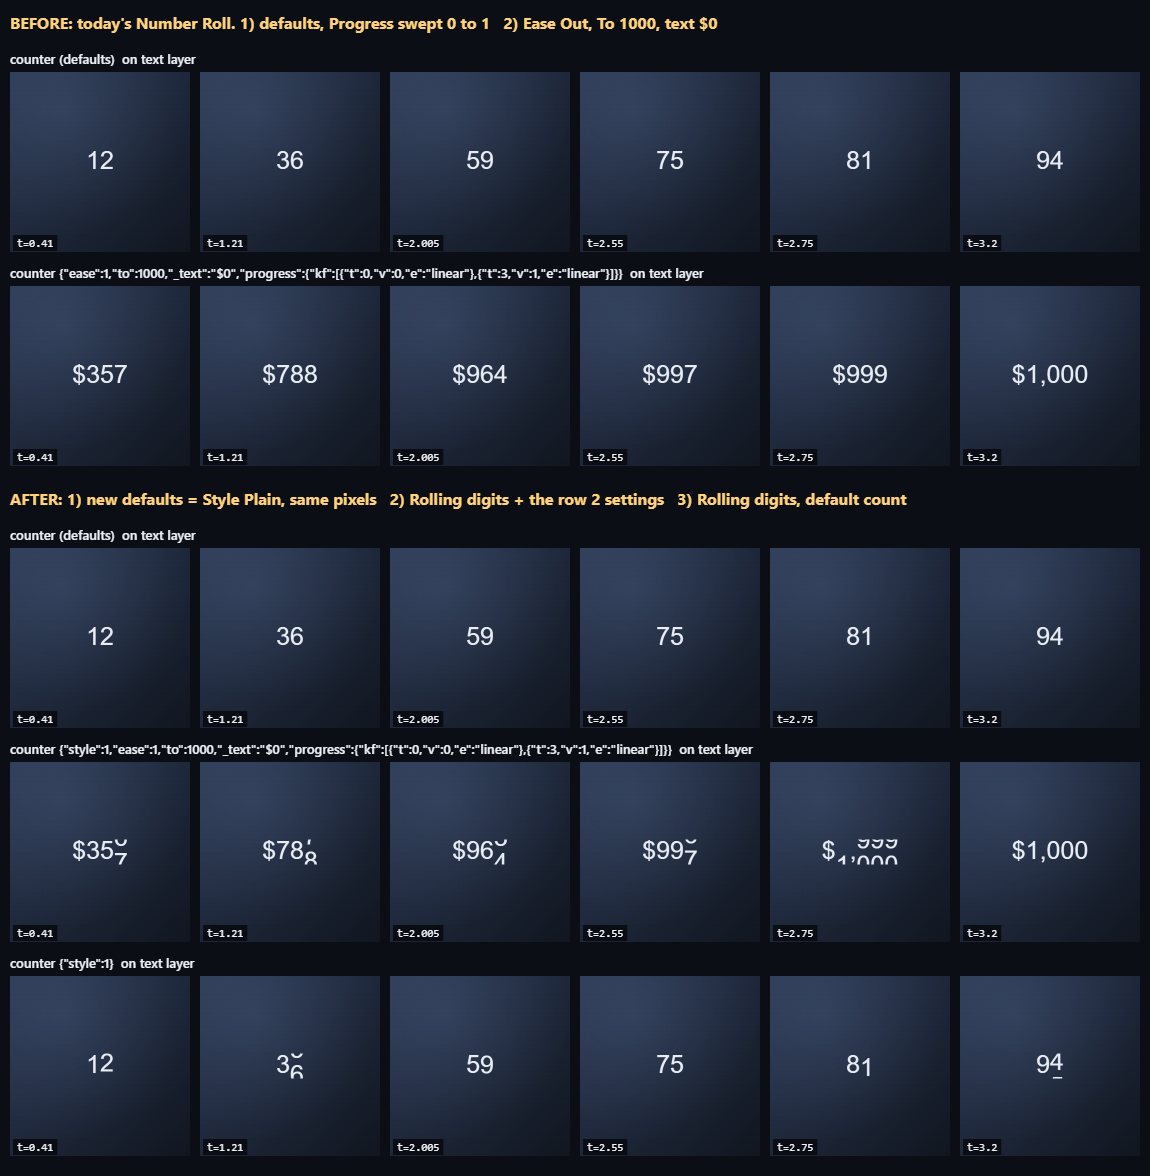 BEFORE: today's Number Roll. 1) defaults, Progress swept 0 to 1   2) Ease Out, To 1000, text $0
counter (defaults)  on text layer
12 36 59 75 81 94
t=0.41 t=1.21 t=2.005 t=2.55 t=2.75 t=3.2
counter {"ease":1,"to":1000,"_text":"$0","progress":{"kf":[{"t":0,"v":0,"e":"linear"},{"t":3,"v":1,"e":"linear"}]}}  on text layer
$357 $788 $964 $997 $999 $1,000
t=0.41 t=1.21 t=2.005 t=2.55 t=2.75 t=3.2
AFTER: 1) new defaults = Style Plain, same pixels   2) Rolling digits + the row 2 settings   3) Rolling digits, default count
counter (defaults)  on text layer
12 36 59 75 81 94
t=0.41 t=1.21 t=2.005 t=2.55 t=2.75 t=3.2
counter {"style":1,"ease":1,"to":1000,"_text":"$0","progress":{"kf":[{"t":0,"v":0,"e":"linear"},{"t":3,"v":1,"e":"linear"}]}}  on text layer
$357 $788 $964 $997 $1,000 $1,000
t=0.41 t=1.21 t=2.005 t=2.55 t=2.75 t=3.2
counter {"style":1}  on text layer
12 36 59 75 81 94
t=0.41 t=1.21 t=2.005 t=2.55 t=2.75 t=3.2